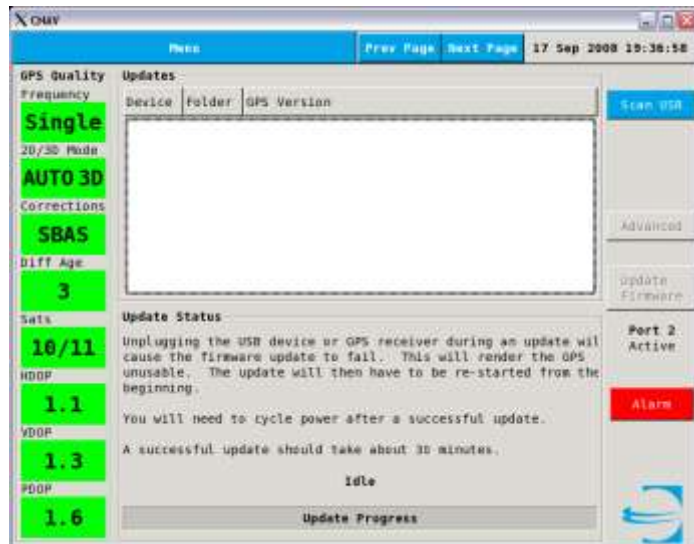 Menu
Prev Page
Next Page
17 Sep 2008 19:36:58
GPS Quality
Frequency
Single
2D/3D Mode
AUTO 3D
Corrections
SBAS
Diff Age
3
Sats
10/11
HDOP
1.1
VDOP
1.3
PDOP
1.6
Updates
Device Folder GPS Version
Update Status
Unplugging the USB device or GPS receiver during an update wil
cause the firmware update to fail. This will render the GPS
unusable. The update will then have to be re-started from the
beginning.
You will need to cycle power after a successful update.
A successful update should take about 30 minutes.
Idle
Update Progress
Scan USB
Advanced
Update
Firmware
Port 2
Active
Alarm